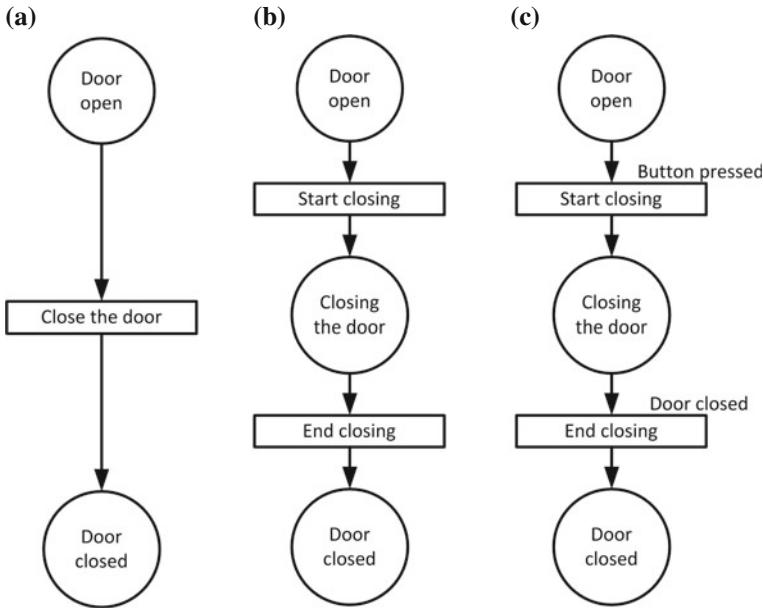 (a)
Door
open
Close the door
Door
closed
(b)
Door
open
Start closing
Closing
the door
End closing
Door
closed
(c)
Door
open
Button pressed
Start closing
Closing
the door
Door closed
End closing
Door
closed